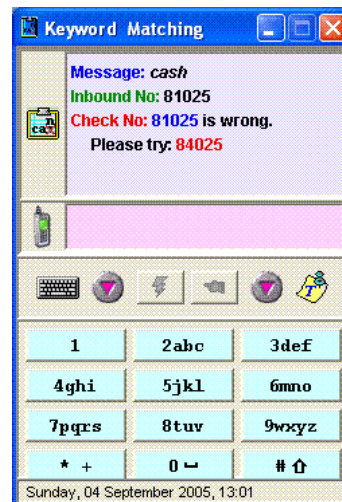 Keyword Matching
Message: cash
Inbound No: 81025
Check No: 81025 is wrong.
Please try: 84025
1 2abc 3def
4ghi 5jkl 6mno
7pqrs 8tuv 9wxyz
* + 0 ⌴ # ⇧
Sunday, 04 September 2005, 13:01